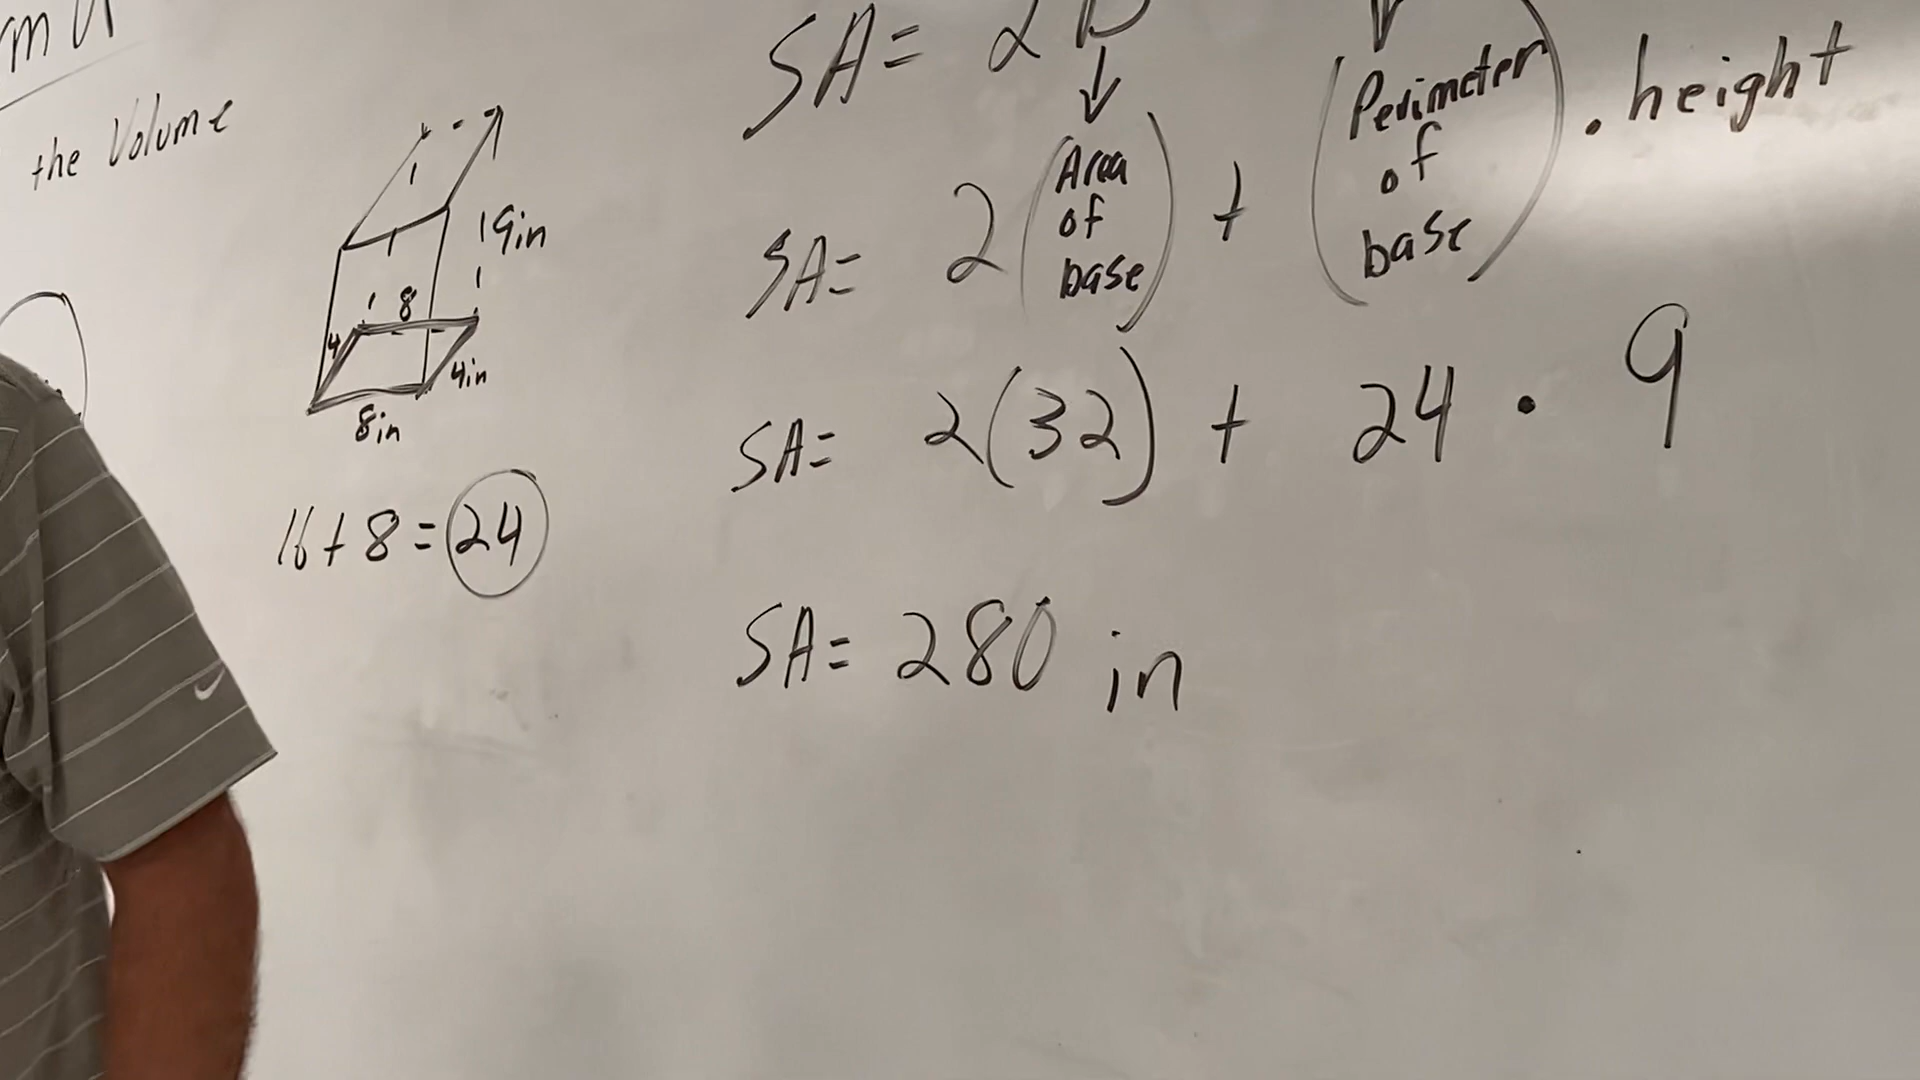 the Volume
9in
8
4
4in
8in
16 + 8 = 24
SA = 2B
SA = 2 (Area of base) + (Perimeter of base) . height
SA = 2(32) + 24 • 9
SA = 280 in